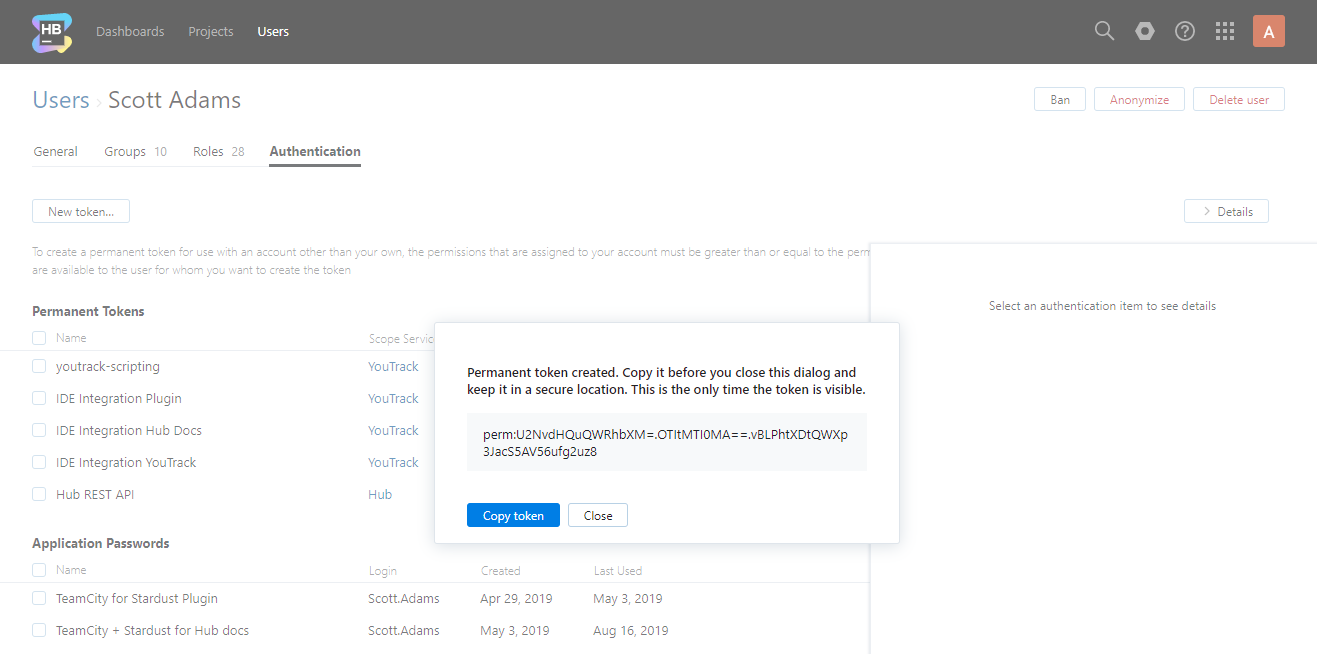 HB
Dashboards Projects Users
A
Users › Scott Adams
Ban Anonymize Delete user
General Groups 10 Roles 28 Authentication
New token...
Details
To create a permanent token for use with an account other than your own, the permissions that are assigned to your account must be greater than or equal to the perm
are available to the user for whom you want to create the token
Select an authentication item to see details
Permanent Tokens
Name Scope Servic
youtrack-scripting YouTrack
IDE Integration Plugin YouTrack
IDE Integration Hub Docs YouTrack
IDE Integration YouTrack YouTrack
Hub REST API Hub
Permanent token created. Copy it before you close this dialog and
keep it in a secure location. This is the only time the token is visible.
perm:U2NvdHQuQWRhbXM=.OTItMTI0MA==.vBLPhtXDtQWXp
3JacS5AV56ufg2uz8
Copy token Close
Application Passwords
Name Login Created Last Used
TeamCity for Stardust Plugin Scott.Adams Apr 29, 2019 May 3, 2019
TeamCity + Stardust for Hub docs Scott.Adams May 3, 2019 Aug 16, 2019